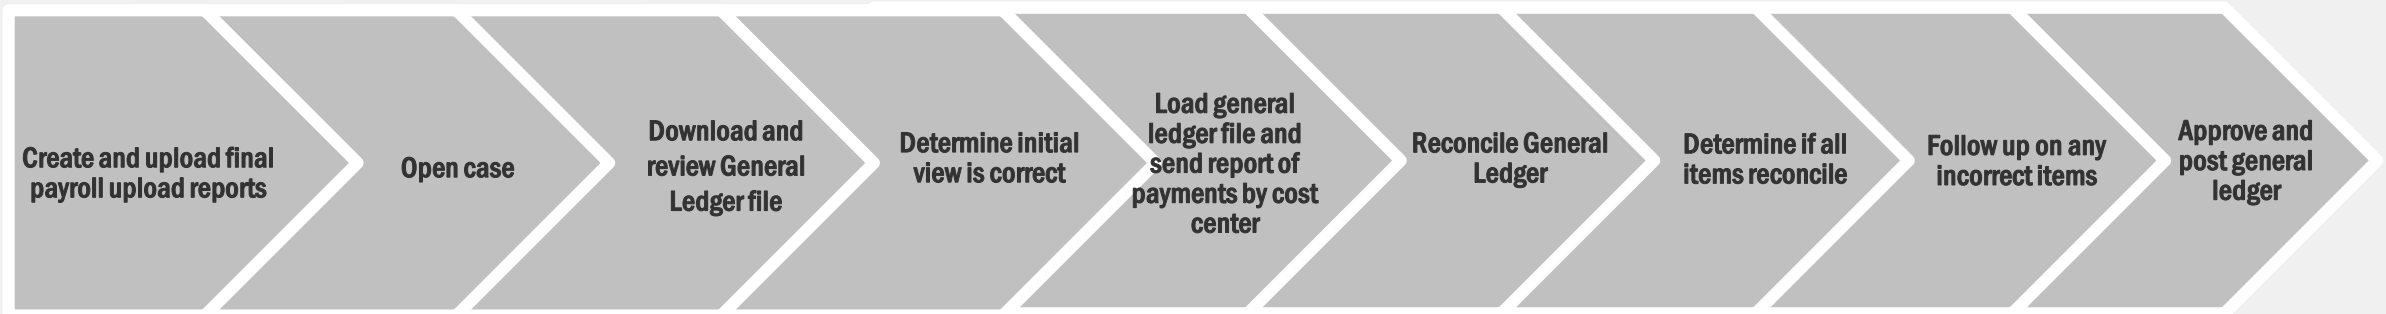 Create and upload final
payroll upload reports
Open case
Download and
review General
Ledger file
Determine initial
view is correct
Load general
ledger file and
send report of
payments by cost
center
Reconcile General
Ledger
Determine if all
items reconcile
Follow up on any
incorrect items
Approve and
post general
ledger